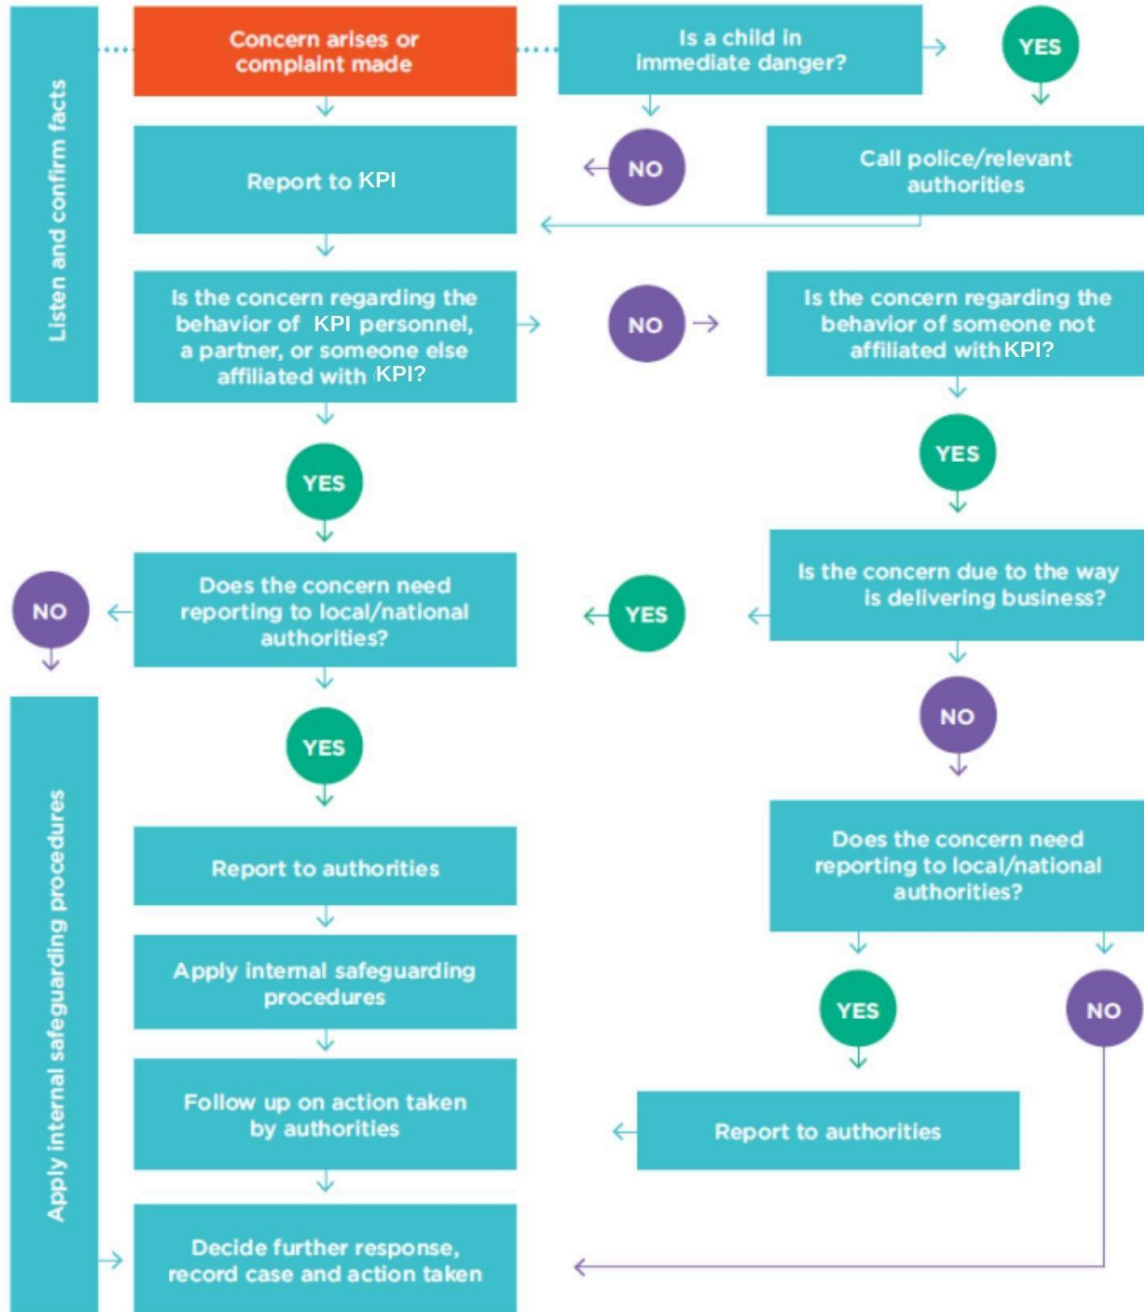 Listen and confirm facts
Concern arises or
complaint made
Is a child in
immediate danger?
YES
Report to KPI
NO
Call police/relevant
authorities
Is the concern regarding the
behavior of KPI personnel,
a partner, or someone else
affiliated with KPI?
NO
Is the concern regarding the
behavior of someone not
affiliated with KPI?
YES
YES
NO
Does the concern need
reporting to local/national
authorities?
YES
Is the concern due to the way
is delivering business?
YES
NO
Apply internal safeguarding procedures
Report to authorities
Does the concern need
reporting to local/national
authorities?
Apply internal safeguarding
procedures
YES
NO
Follow up on action taken
by authorities
Report to authorities
Decide further response,
record case and action taken